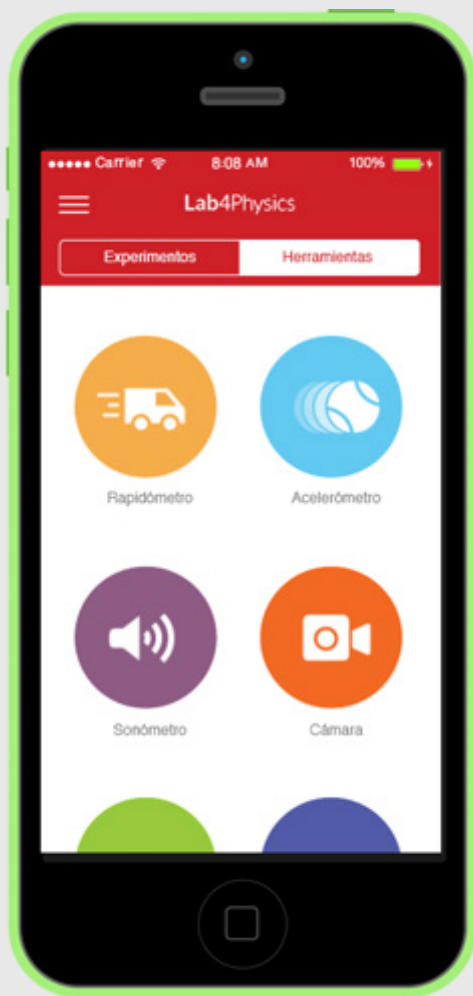 Carrier 8:08 AM 100%
Lab4Physics
Experimentos Herramientas
Rapidómetro Acelerómetro
Sonómetro Cámara